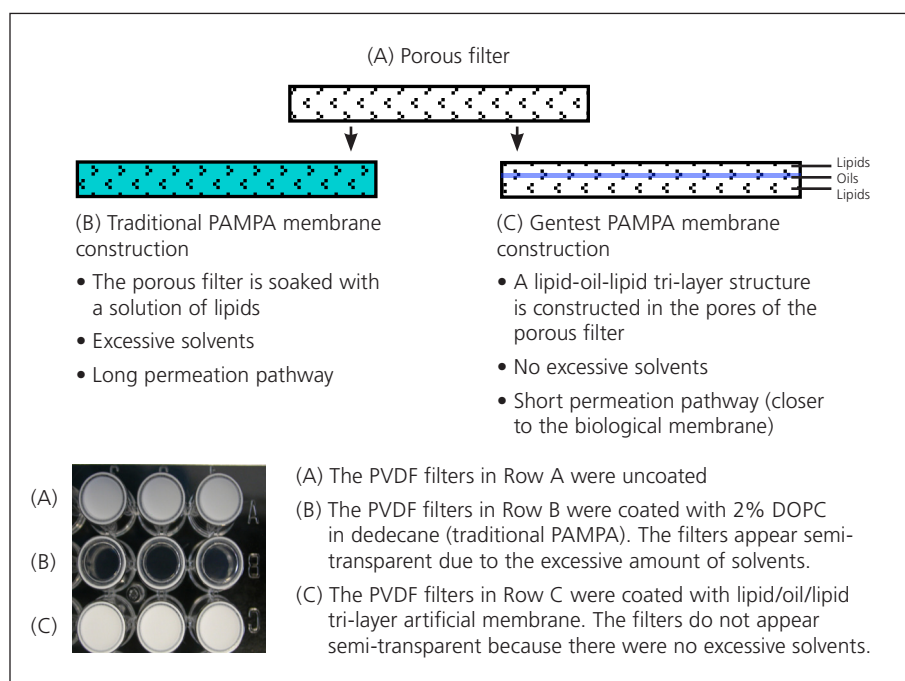 (A) Porous filter
Lipids
Oils
Lipids
(B) Traditional PAMPA membrane
construction
• The porous filter is soaked with
a solution of lipids
• Excessive solvents
• Long permeation pathway
(C) Gentest PAMPA membrane
construction
• A lipid-oil-lipid tri-layer structure
is constructed in the pores of the
porous filter
• No excessive solvents
• Short permeation pathway (closer
to the biological membrane)
(A)
(B)
(C)
A
B
C
(A) The PVDF filters in Row A were uncoated
(B) The PVDF filters in Row B were coated with 2% DOPC
in dedecane (traditional PAMPA). The filters appear semi-
transparent due to the excessive amount of solvents.
(C) The PVDF filters in Row C were coated with lipid/oil/lipid
tri-layer artificial membrane. The filters do not appear
semi-transparent because there were no excessive solvents.